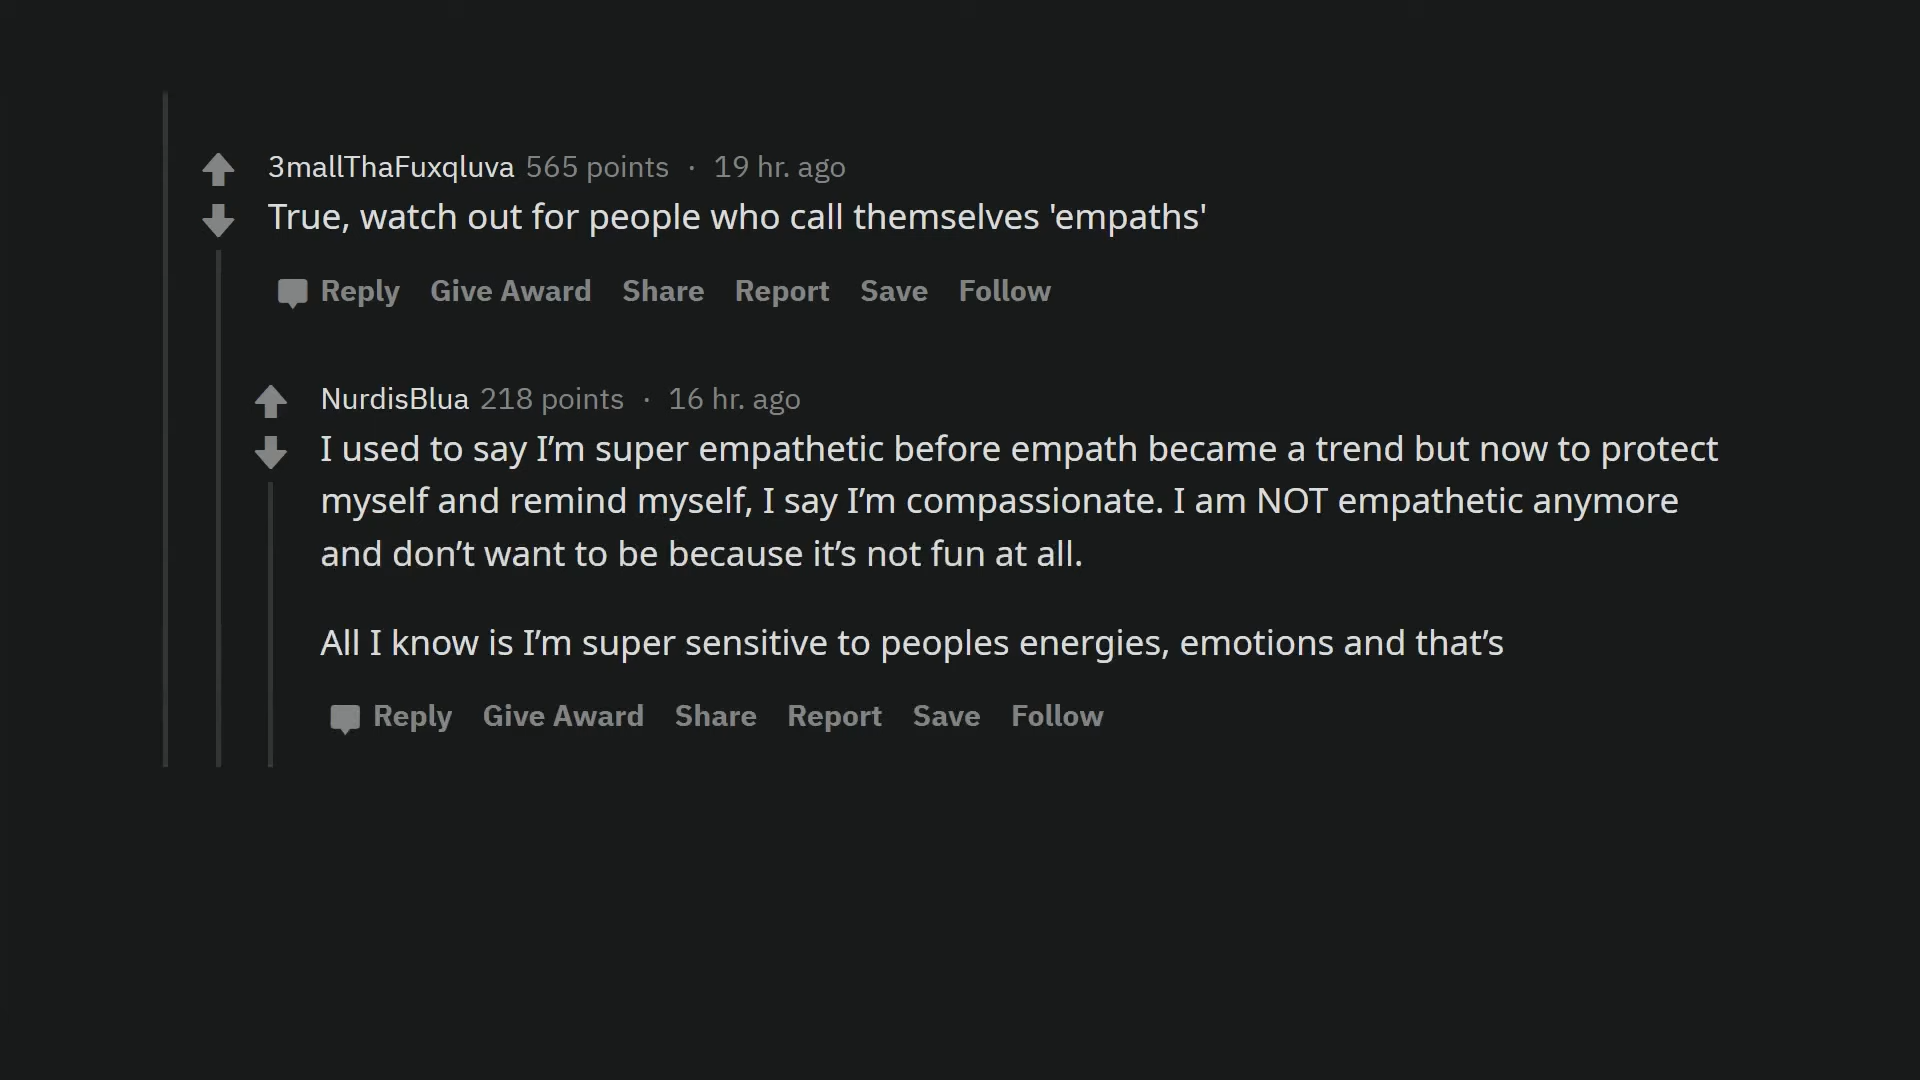 3mallThaFuxqluva 565 points · 19 hr. ago
True, watch out for people who call themselves 'empaths'
Reply Give Award Share Report Save Follow
NurdisBlua 218 points · 16 hr. ago
I used to say I’m super empathetic before empath became a trend but now to protect
myself and remind myself, I say I’m compassionate. I am NOT empathetic anymore
and don’t want to be because it’s not fun at all.
All I know is I’m super sensitive to peoples energies, emotions and that’s
Reply Give Award Share Report Save Follow